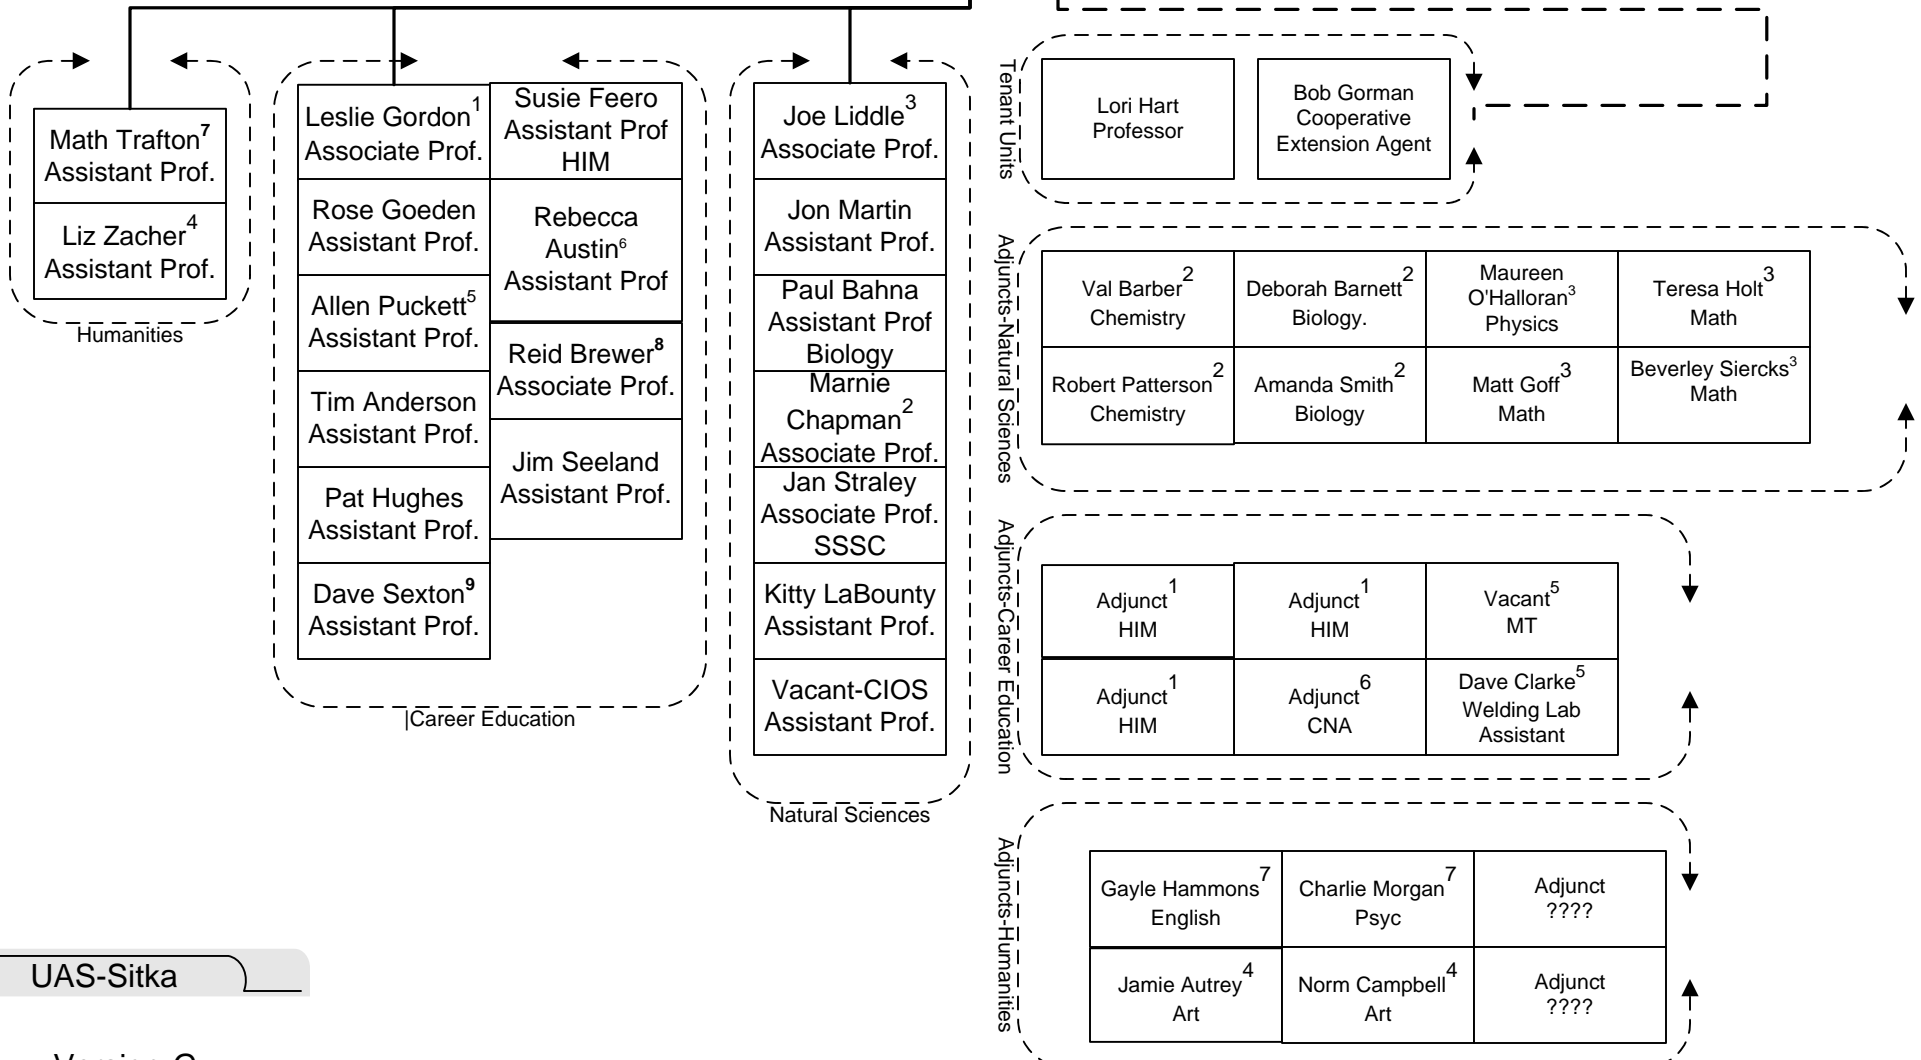 Math Trafton7
Assistant Prof.
Liz Zacher4
Assistant Prof.
Humanities
Leslie Gordon1
Associate Prof.
Rose Goeden
Assistant Prof.
Allen Puckett5
Assistant Prof.
Tim Anderson
Assistant Prof.
Pat Hughes
Assistant Prof.
Dave Sexton9
Assistant Prof.
Susie Feero
Assistant Prof
HIM
Rebecca
Austin6
Assistant Prof
Reid Brewer8
Associate Prof.
Jim Seeland
Assistant Prof.
|Career Education
Joe Liddle3
Associate Prof.
Jon Martin
Assistant Prof.
Paul Bahna
Assistant Prof
Biology
Marnie
Chapman2
Associate Prof.
Jan Straley
Associate Prof.
SSSC
Kitty LaBounty
Assistant Prof.
Vacant-CIOS
Assistant Prof.
Natural Sciences
Tenant Units
Lori Hart
Professor
Bob Gorman
Cooperative
Extension Agent
Adjuncts-Natural Sciences
Val Barber2
Chemistry
Deborah Barnett2
Biology.
Maureen
O'Halloran3
Physics
Teresa Holt3
Math
Robert Patterson2
Chemistry
Amanda Smith2
Biology
Matt Goff3
Math
Beverley Siercks3
Math
Adjuncts-Career Education
Adjunct1
HIM
Adjunct1
HIM
Vacant5
MT
Adjunct1
HIM
Adjunct6
CNA
Dave Clarke5
Welding Lab
Assistant
Adjuncts-Humanities
Gayle Hammons7
English
Charlie Morgan7
Psyc
Adjunct
????
Jamie Autrey4
Art
Norm Campbell4
Art
Adjunct
????
UAS-Sitka